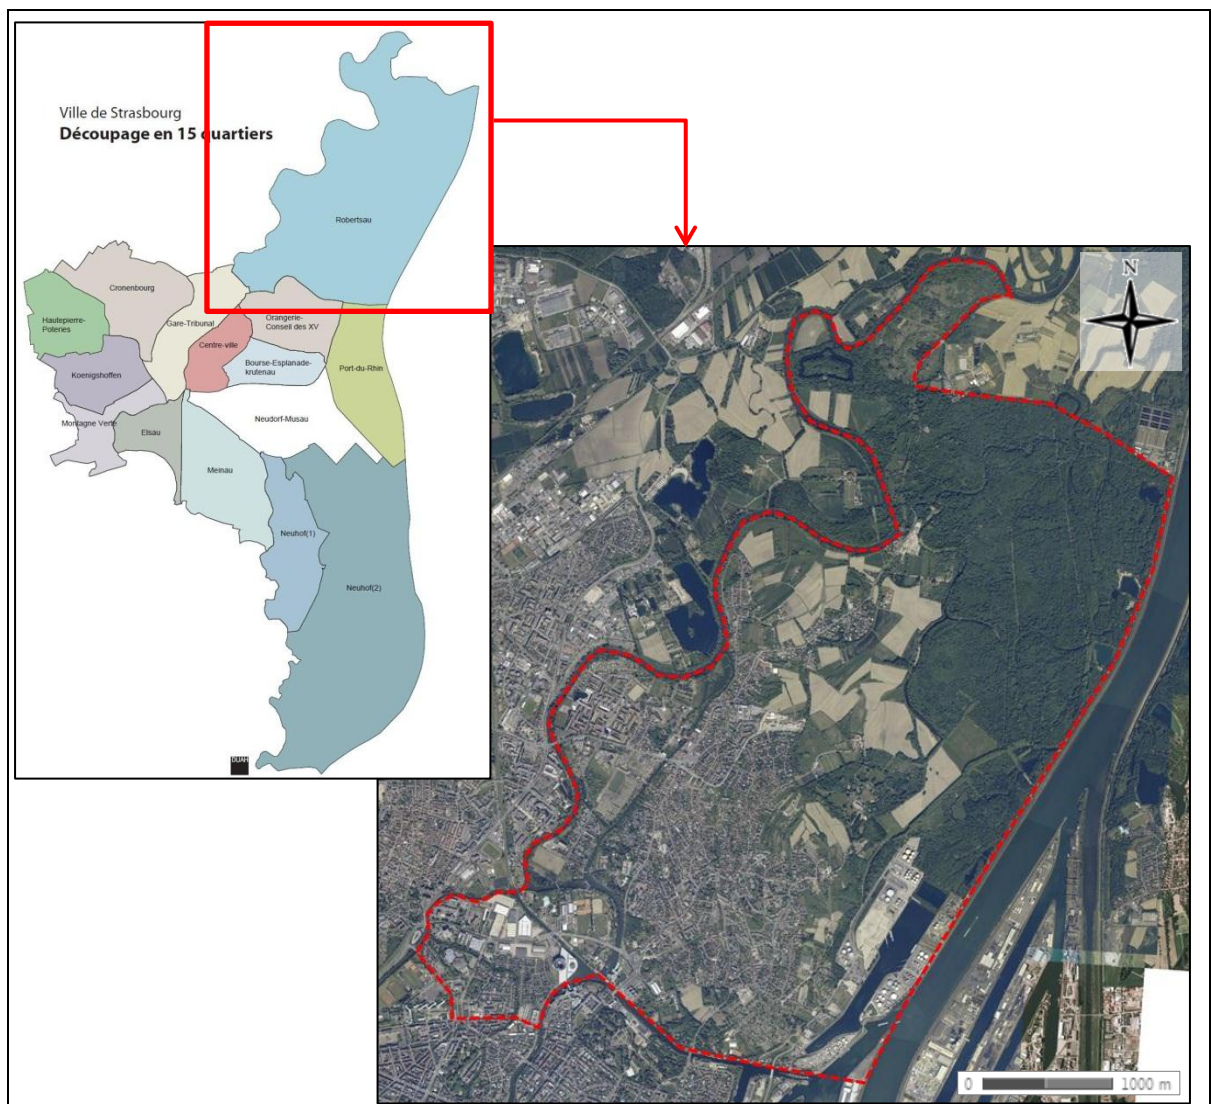 Ville de Strasbourg
Découpage en 15 quartiers
Robertsau
Cronenbourg
Hautepierre-
Poteries
Gare-Tribunal
Orangerie-
Conseil des XV
Centre-ville
Koenigshoffen
Bourse-Esplanade-
krutenau
Port-du-Rhin
Montagne Verte
Elsau
Neudorf-Musau
Meinau
Neuhof(1)
Neuhof(2)
DUAH
N
0 1000 m